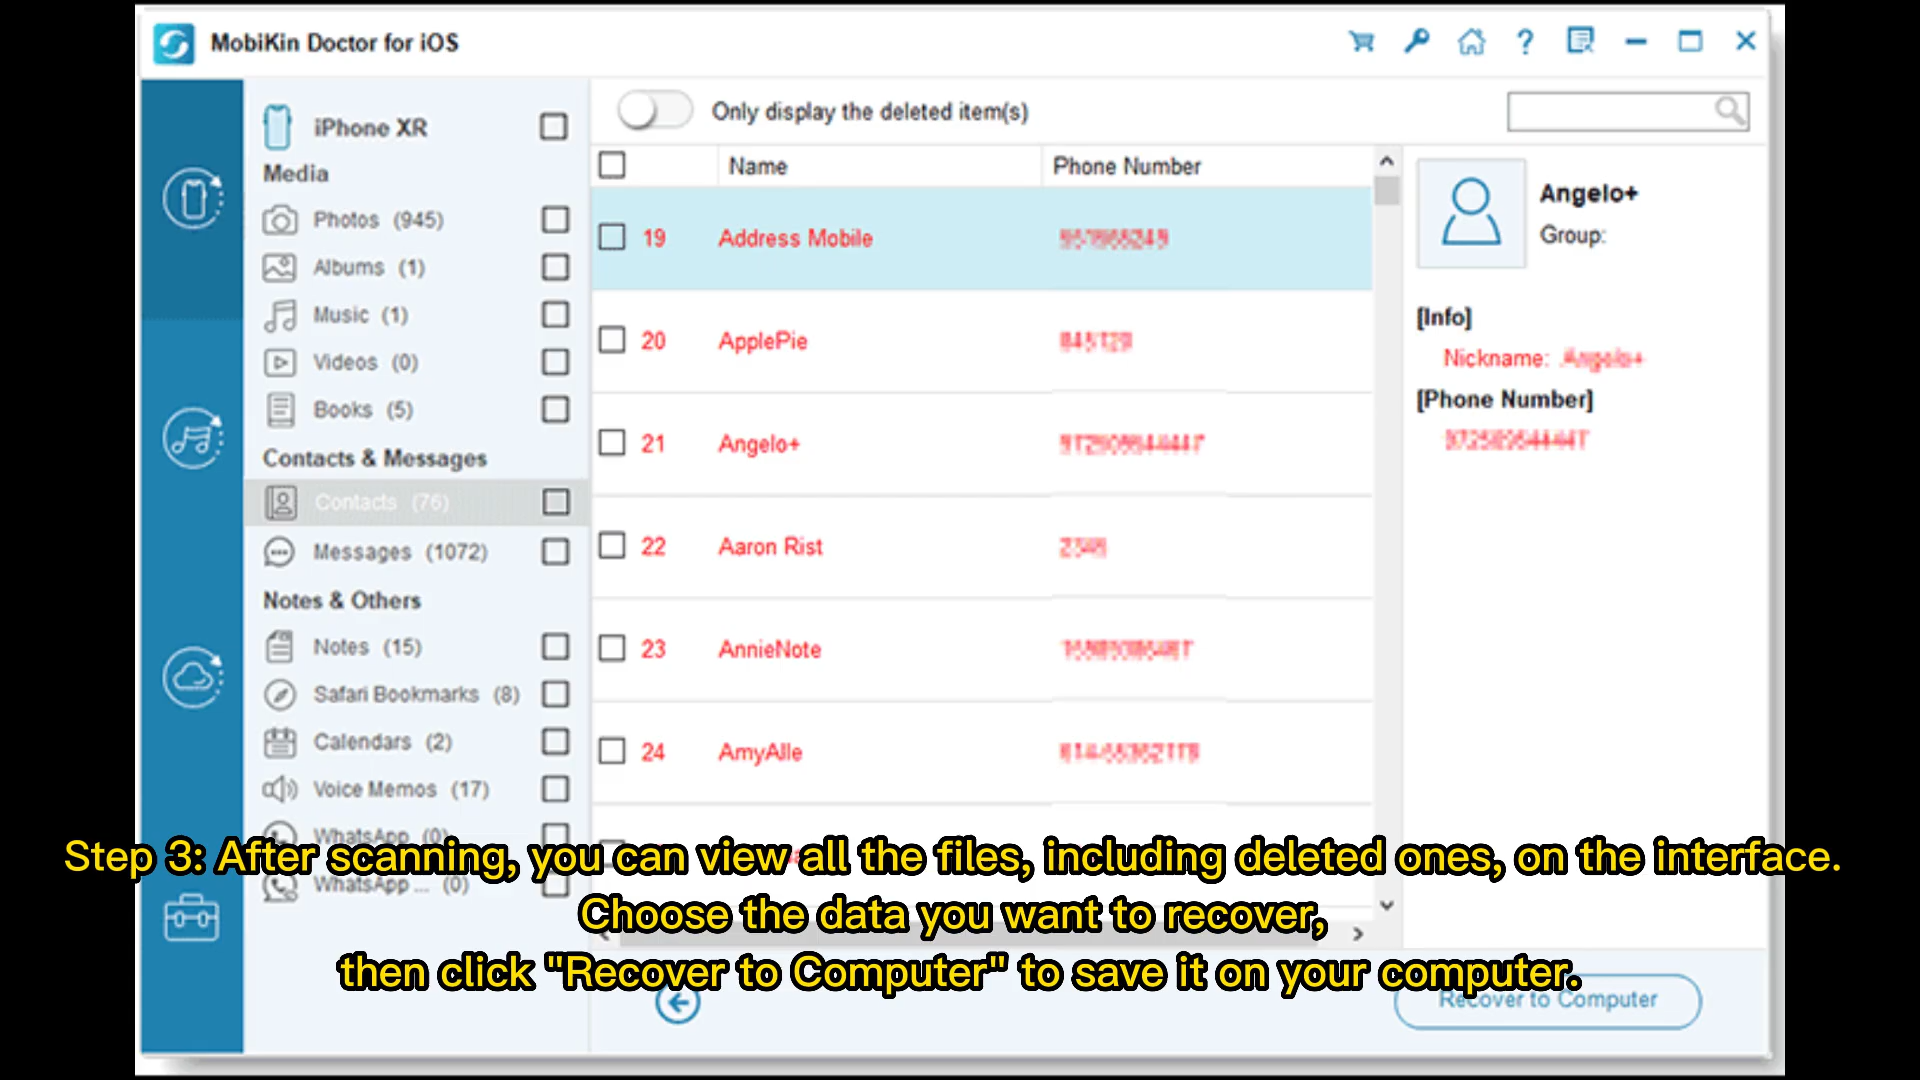 MobiKin Doctor for iOS
iPhone XR
Only display the deleted item(s)
Media
Name
Phone Number
Photos (945)
Albums (1)
Music (1)
Videos (0)
Books (5)
Contacts & Messages
Contacts (76)
Messages (1072)
Notes & Others
Notes (15)
Safari Bookmarks (8)
Calendars (2)
Voice Memos (17)
WhatsApp (0)
WhatsApp ... (0)
19 Address Mobile
20 ApplePie
21 Angelo+
22 Aaron Rist
23 AnnieNote
24 AmyAlle
Angelo+
Group:
[Info]
Nickname: Angelo+
[Phone Number]
Step 3: After scanning, you can view all the files, including deleted ones, on the interface.
Choose the data you want to recover,
then click "Recover to Computer" to save it on your computer.
Recover to Computer